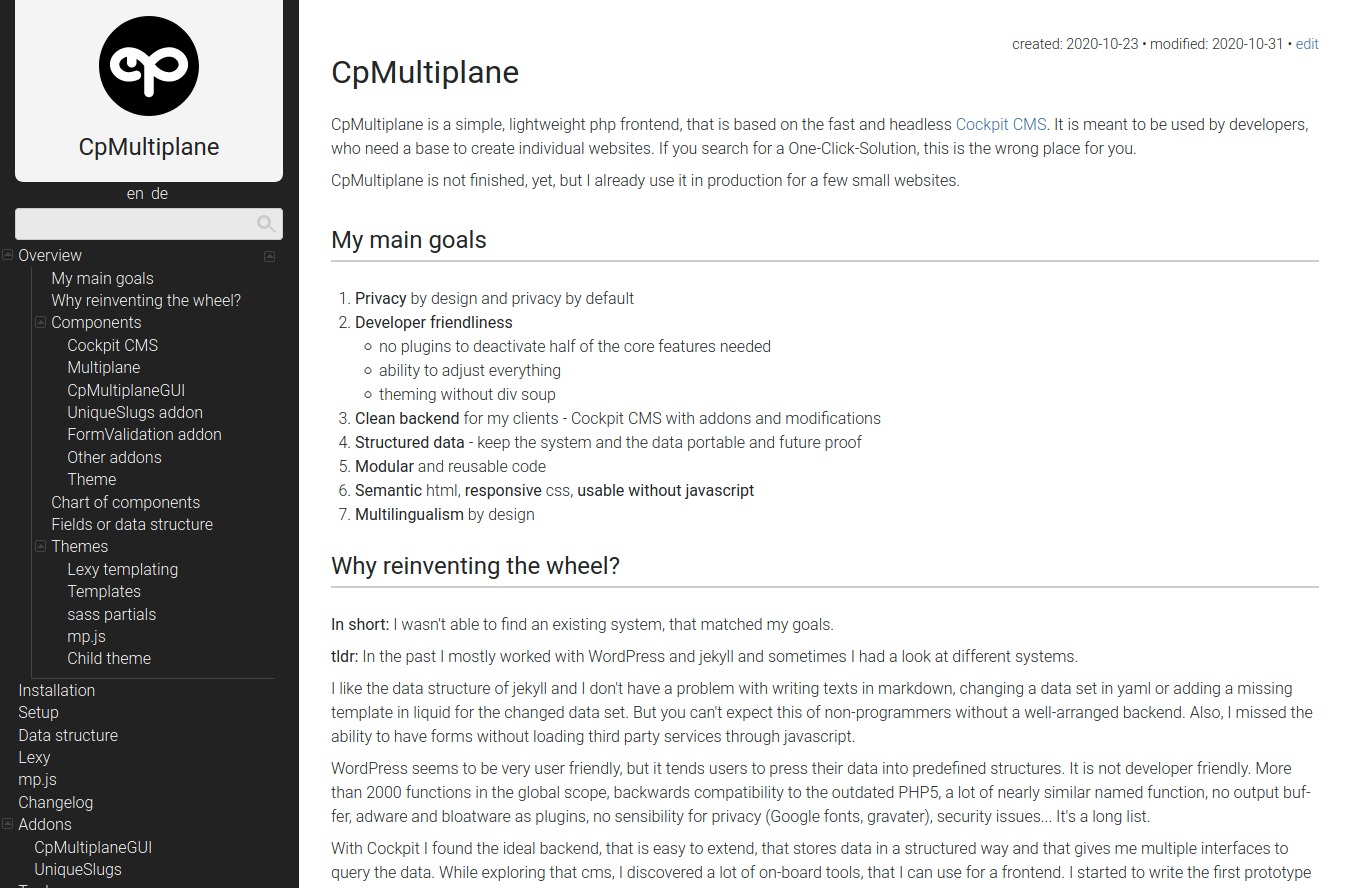 CpMultiplane
en de
Overview
My main goals
Why reinventing the wheel?
Components
Cockpit CMS
Multiplane
CpMultiplaneGUI
UniqueSlugs addon
FormValidation addon
Other addons
Theme
Chart of components
Fields or data structure
Themes
Lexy templating
Templates
sass partials
mp.js
Child theme
Installation
Setup
Data structure
Lexy
mp.js
Changelog
Addons
CpMultiplaneGUI
UniqueSlugs
created: 2020-10-23 • modified: 2020-10-31 • edit
CpMultiplane
CpMultiplane is a simple, lightweight php frontend, that is based on the fast and headless Cockpit CMS. It is meant to be used by developers,
who need a base to create individual websites. If you search for a One-Click-Solution, this is the wrong place for you.
CpMultiplane is not finished, yet, but I already use it in production for a few small websites.
My main goals
1. Privacy by design and privacy by default
2. Developer friendliness
no plugins to deactivate half of the core features needed
ability to adjust everything
theming without div soup
3. Clean backend for my clients - Cockpit CMS with addons and modifications
4. Structured data - keep the system and the data portable and future proof
5. Modular and reusable code
6. Semantic html, responsive css, usable without javascript
7. Multilingualism by design
Why reinventing the wheel?
In short: I wasn't able to find an existing system, that matched my goals.
tldr: In the past I mostly worked with WordPress and jekyll and sometimes I had a look at different systems.
I like the data structure of jekyll and I don't have a problem with writing texts in markdown, changing a data set in yaml or adding a missing
template in liquid for the changed data set. But you can't expect this of non-programmers without a well-arranged backend. Also, I missed the
ability to have forms without loading third party services through javascript.
WordPress seems to be very user friendly, but it tends users to press their data into predefined structures. It is not developer friendly. More
than 2000 functions in the global scope, backwards compatibility to the outdated PHP5, a lot of nearly similar named function, no output buf-
fer, adware and bloatware as plugins, no sensibility for privacy (Google fonts, gravater), security issues... It's a long list.
With Cockpit I found the ideal backend, that is easy to extend, that stores data in a structured way and that gives me multiple interfaces to
query the data. While exploring that cms, I discovered a lot of on-board tools, that I can use for a frontend. I started to write the first prototype